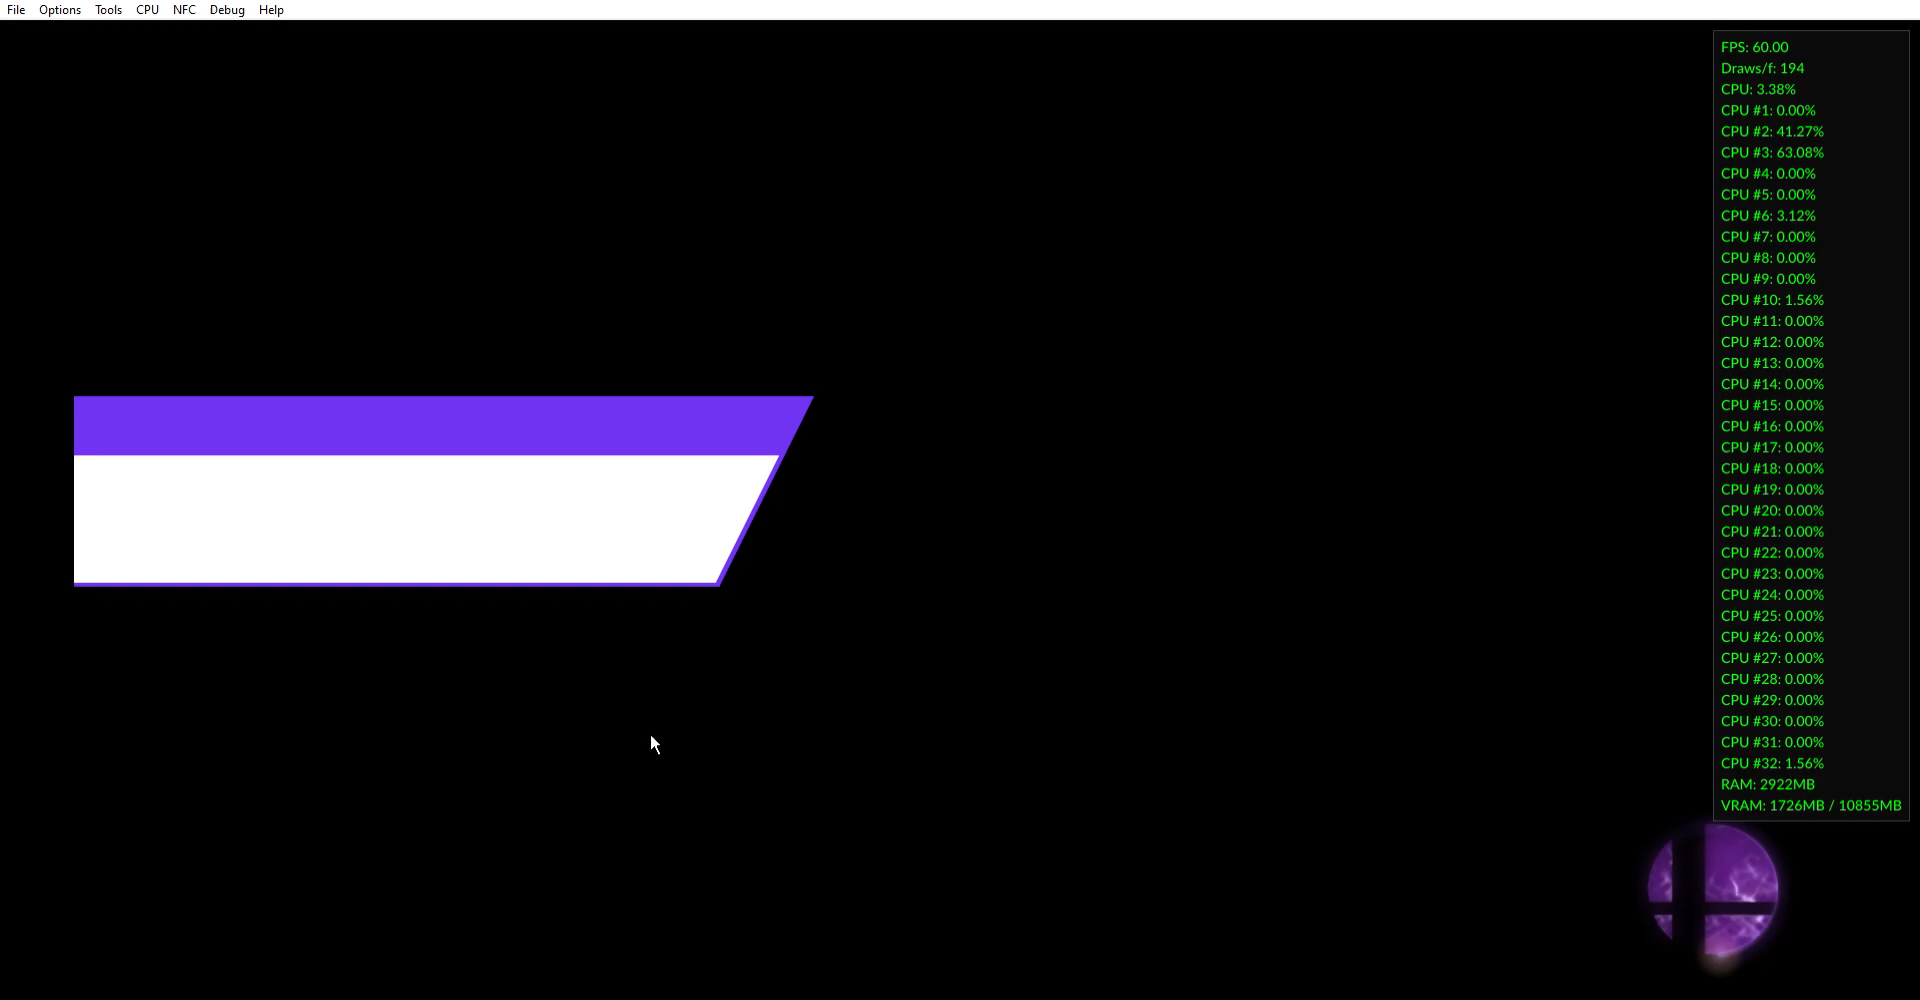 File Options Tools CPU NFC Debug Help
FPS: 60.00
Draws/f: 194
CPU: 3.38%
CPU #1: 0.00%
CPU #2: 41.27%
CPU #3: 63.08%
CPU #4: 0.00%
CPU #5: 0.00%
CPU #6: 3.12%
CPU #7: 0.00%
CPU #8: 0.00%
CPU #9: 0.00%
CPU #10: 1.56%
CPU #11: 0.00%
CPU #12: 0.00%
CPU #13: 0.00%
CPU #14: 0.00%
CPU #15: 0.00%
CPU #16: 0.00%
CPU #17: 0.00%
CPU #18: 0.00%
CPU #19: 0.00%
CPU #20: 0.00%
CPU #21: 0.00%
CPU #22: 0.00%
CPU #23: 0.00%
CPU #24: 0.00%
CPU #25: 0.00%
CPU #26: 0.00%
CPU #27: 0.00%
CPU #28: 0.00%
CPU #29: 0.00%
CPU #30: 0.00%
CPU #31: 0.00%
CPU #32: 1.56%
RAM: 2922MB
VRAM: 1726MB / 10855MB